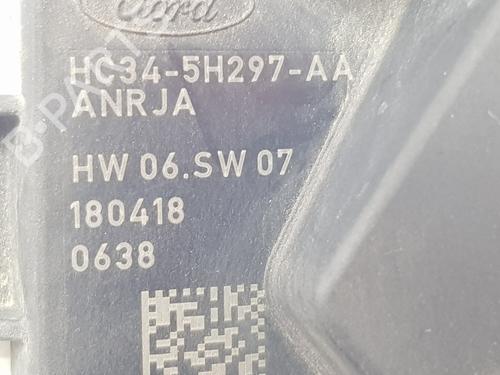 Ford
HC34-5H297-AA
ANRJA
HW 06.SW 07
180418
0638